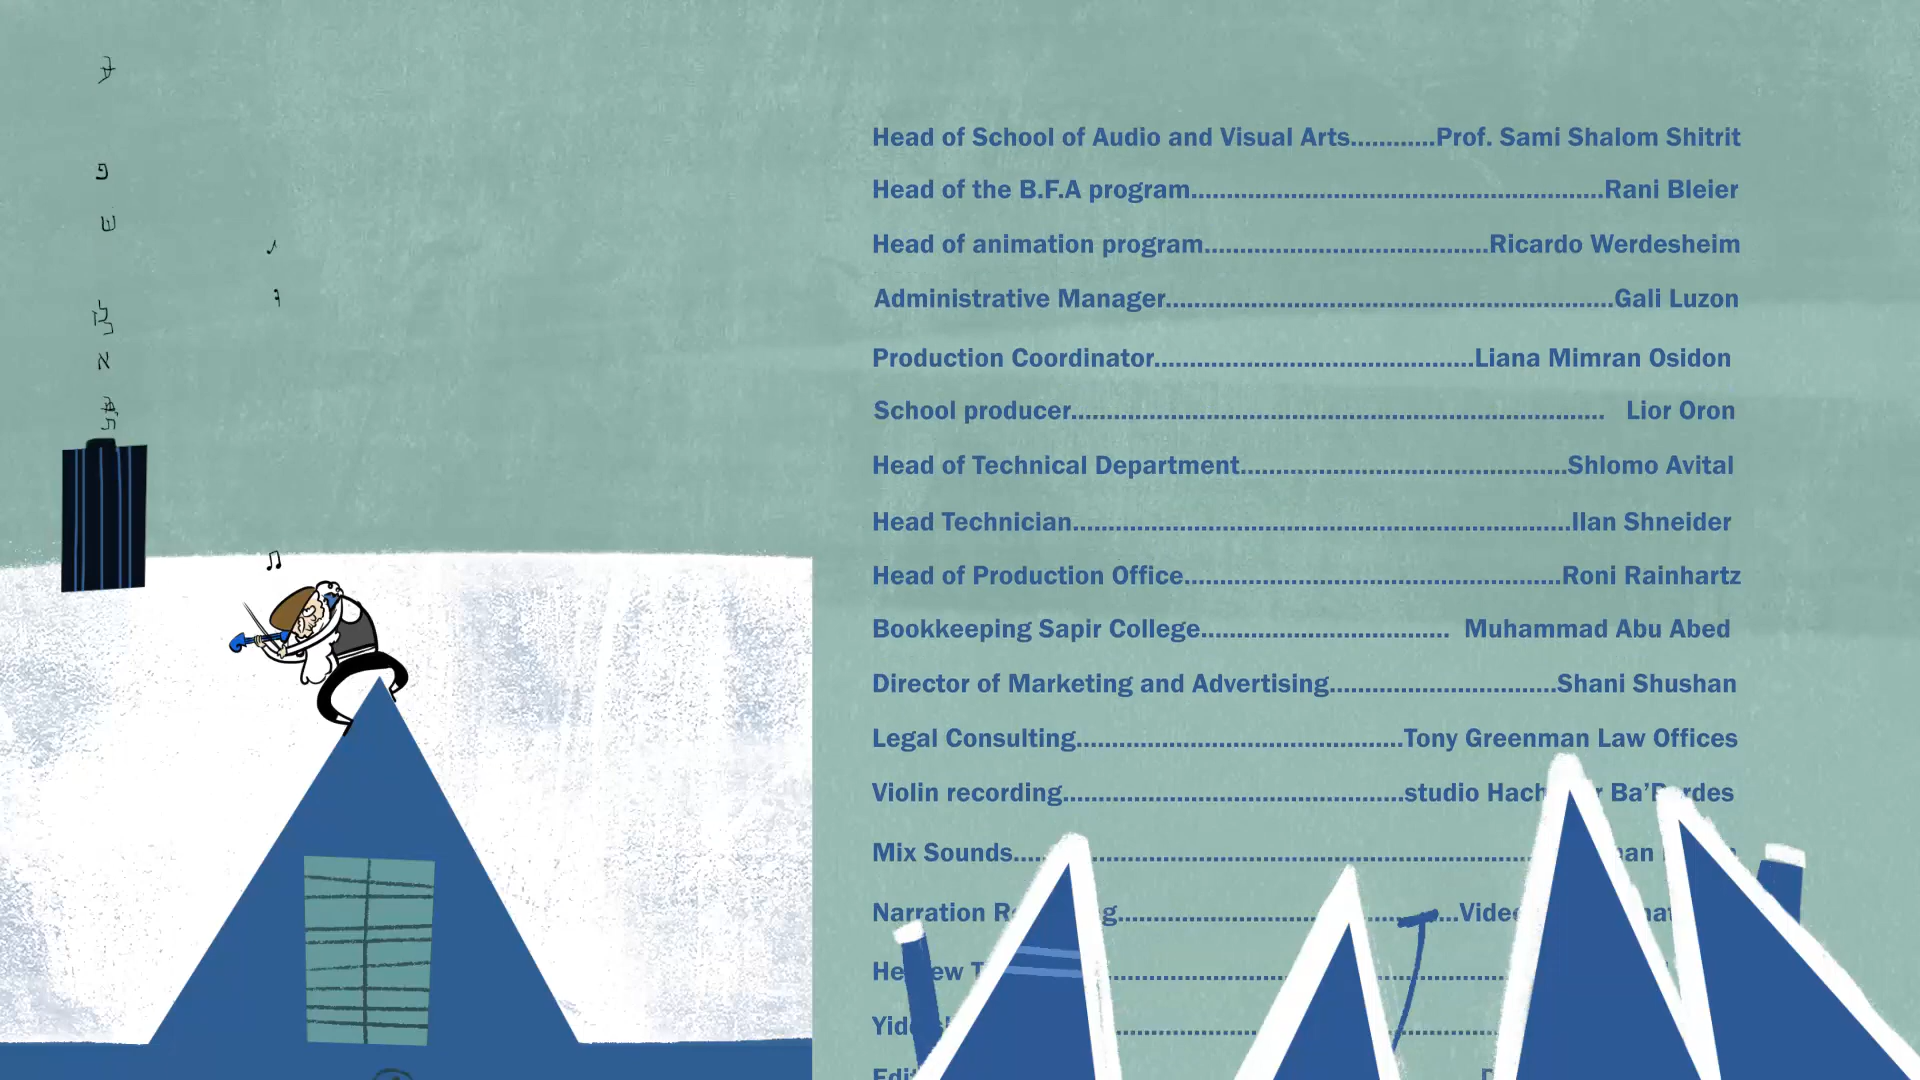 Head of School of Audio and Visual Arts............Prof. Sami Shalom Shitrit
Head of the B.F.A program..........................................................Rani Bleier
Head of animation program........................................Ricardo Werdesheim
Administrative Manager...............................................................Gali Luzon
Production Coordinator.............................................Liana Mimran Osidon
School producer........................................................................... Lior Oron
Head of Technical Department..............................................Shlomo Avital
Head Technician......................................................................Ilan Shneider
Head of Production Office.....................................................Roni Rainhartz
Bookkeeping Sapir College................................... Muhammad Abu Abed
Director of Marketing and Advertising................................Shani Shushan
Legal Consulting..............................................Tony Greenman Law Offices
Violin recording................................................studio
Mix Sounds....
Narration
פ
ש
א